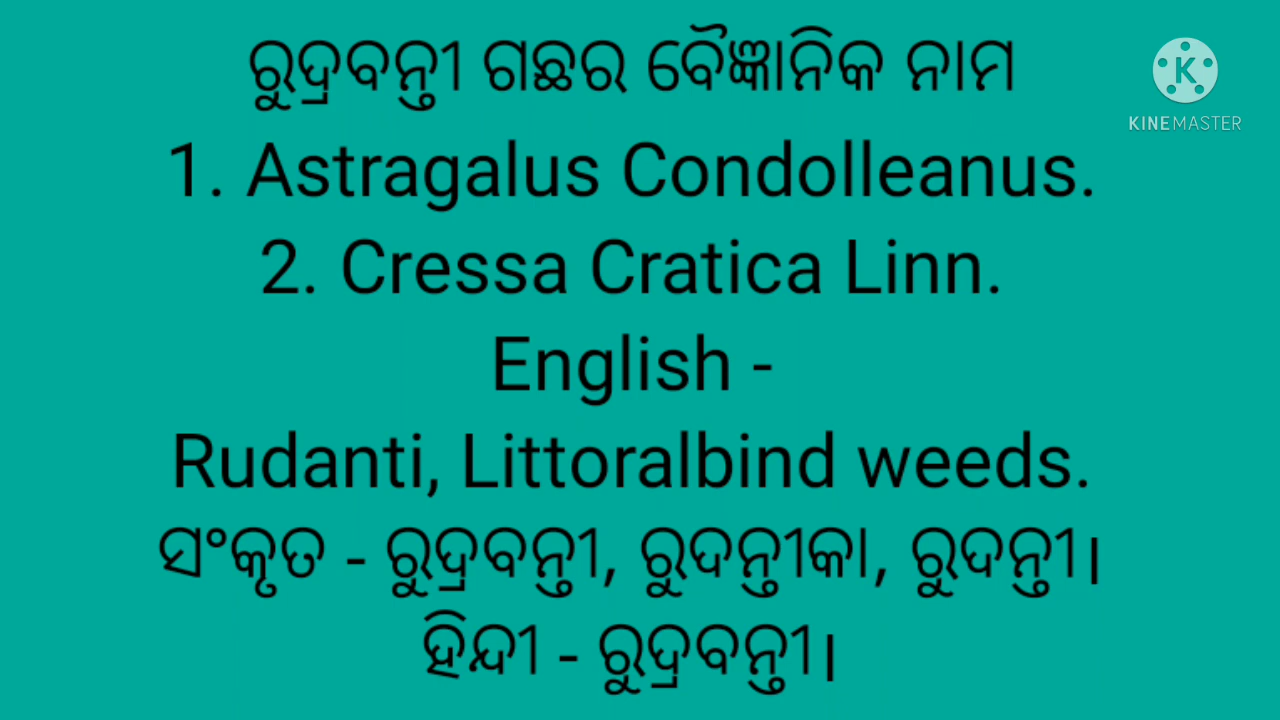 ରୁଦ୍ରବନ୍ତୀ ଗଛର ବୈଜ୍ଞାନିକ ନାମ
KINEMASTER
1. Astragalus Condolleanus.
2. Cressa Cratica Linn.
English -
Rudanti, Littoralbind weeds.
ସଂକୃତ - ରୁଦ୍ରବନ୍ତୀ, ରୁଦନ୍ତୀକା, ରୁଦନ୍ତୀ।
ହିନ୍ଦୀ - ରୁଦ୍ରବନ୍ତୀ।